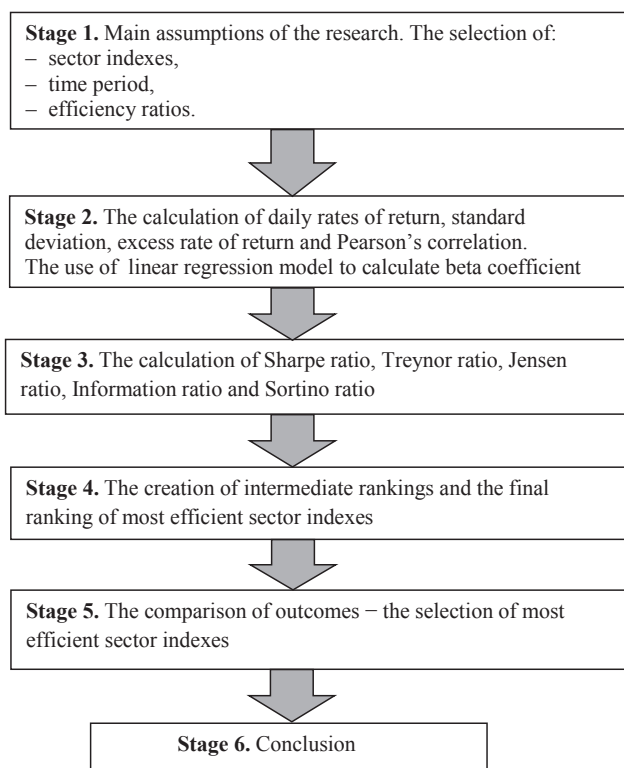 Stage 1. Main assumptions of the research. The selection of:
– sector indexes,
– time period,
– efficiency ratios.
Stage 2. The calculation of daily rates of return, standard
deviation, excess rate of return and Pearson’s correlation.
The use of linear regression model to calculate beta coefficient
Stage 3. The calculation of Sharpe ratio, Treynor ratio, Jensen
ratio, Information ratio and Sortino ratio
Stage 4. The creation of intermediate rankings and the final
ranking of most efficient sector indexes
Stage 5. The comparison of outcomes − the selection of most
efficient sector indexes
Stage 6. Conclusion